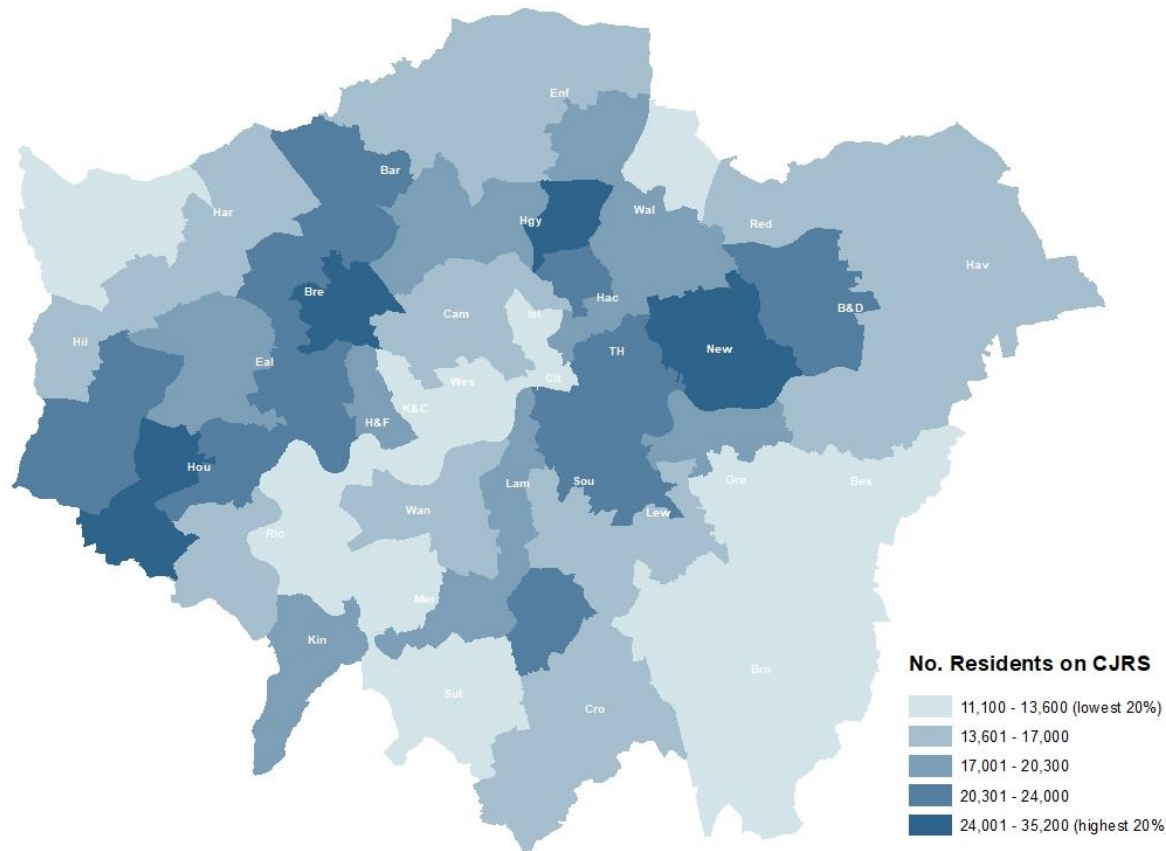 Enf
Bar
Har
Hgy
Wal
Red
Hav
Bre
Cam
Isl
Hac
B&D
Hil
Eal
TH
New
Wes
Cit
K&C
H&F
Hou
Lam
Sou
Gre
Bex
Wan
Lew
Ric
Mer
Kin
Bro
Sut
Cro
No. Residents on CJRS
11,100 - 13,600 (lowest 20%)
13,601 - 17,000
17,001 - 20,300
20,301 - 24,000
24,001 - 35,200 (highest 20%)